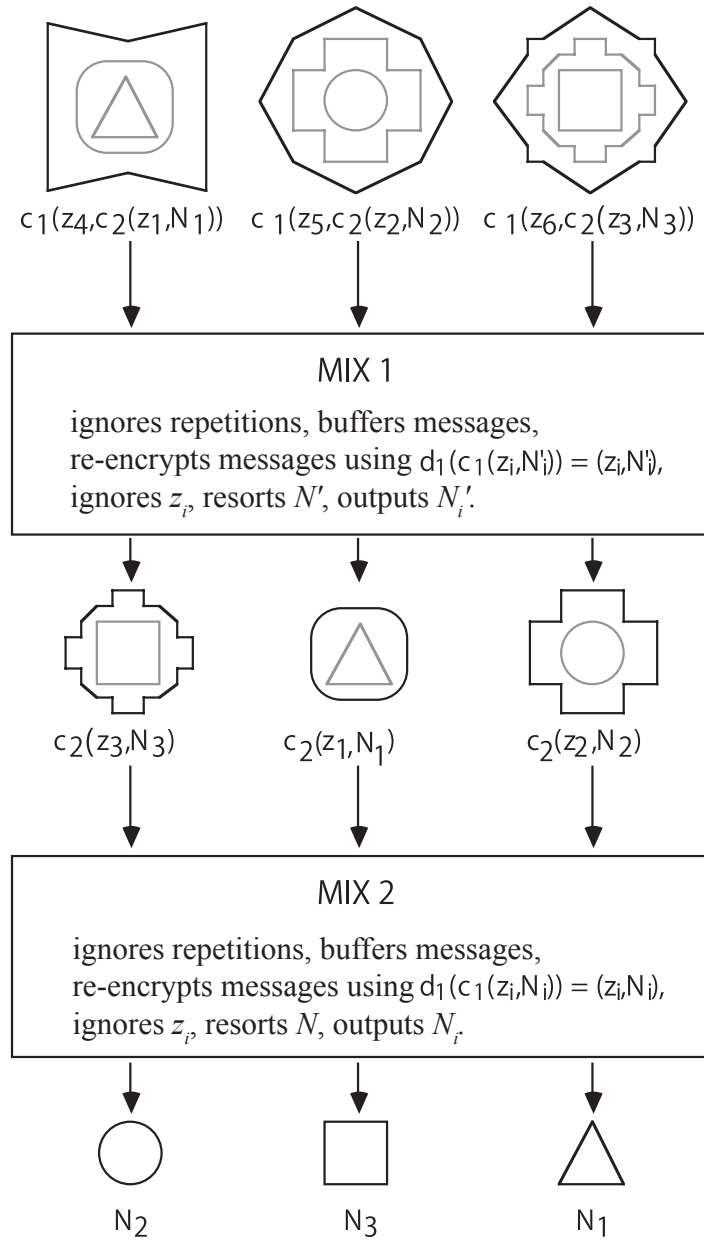 c1(z4,c2(z1,N1)) c1(z5,c2(z2,N2)) c1(z6,c2(z3,N3))
MIX 1
ignores repetitions, buffers messages,
re-encrypts messages using d1(c1(zi,N'i)) = (zi,N'i),
ignores zi, resorts N', outputs Ni'.
c2(z3,N3) c2(z1,N1) c2(z2,N2)
MIX 2
ignores repetitions, buffers messages,
re-encrypts messages using d1(c1(zi,Ni)) = (zi,Ni),
ignores zi, resorts N, outputs Ni.
N2 N3 N1